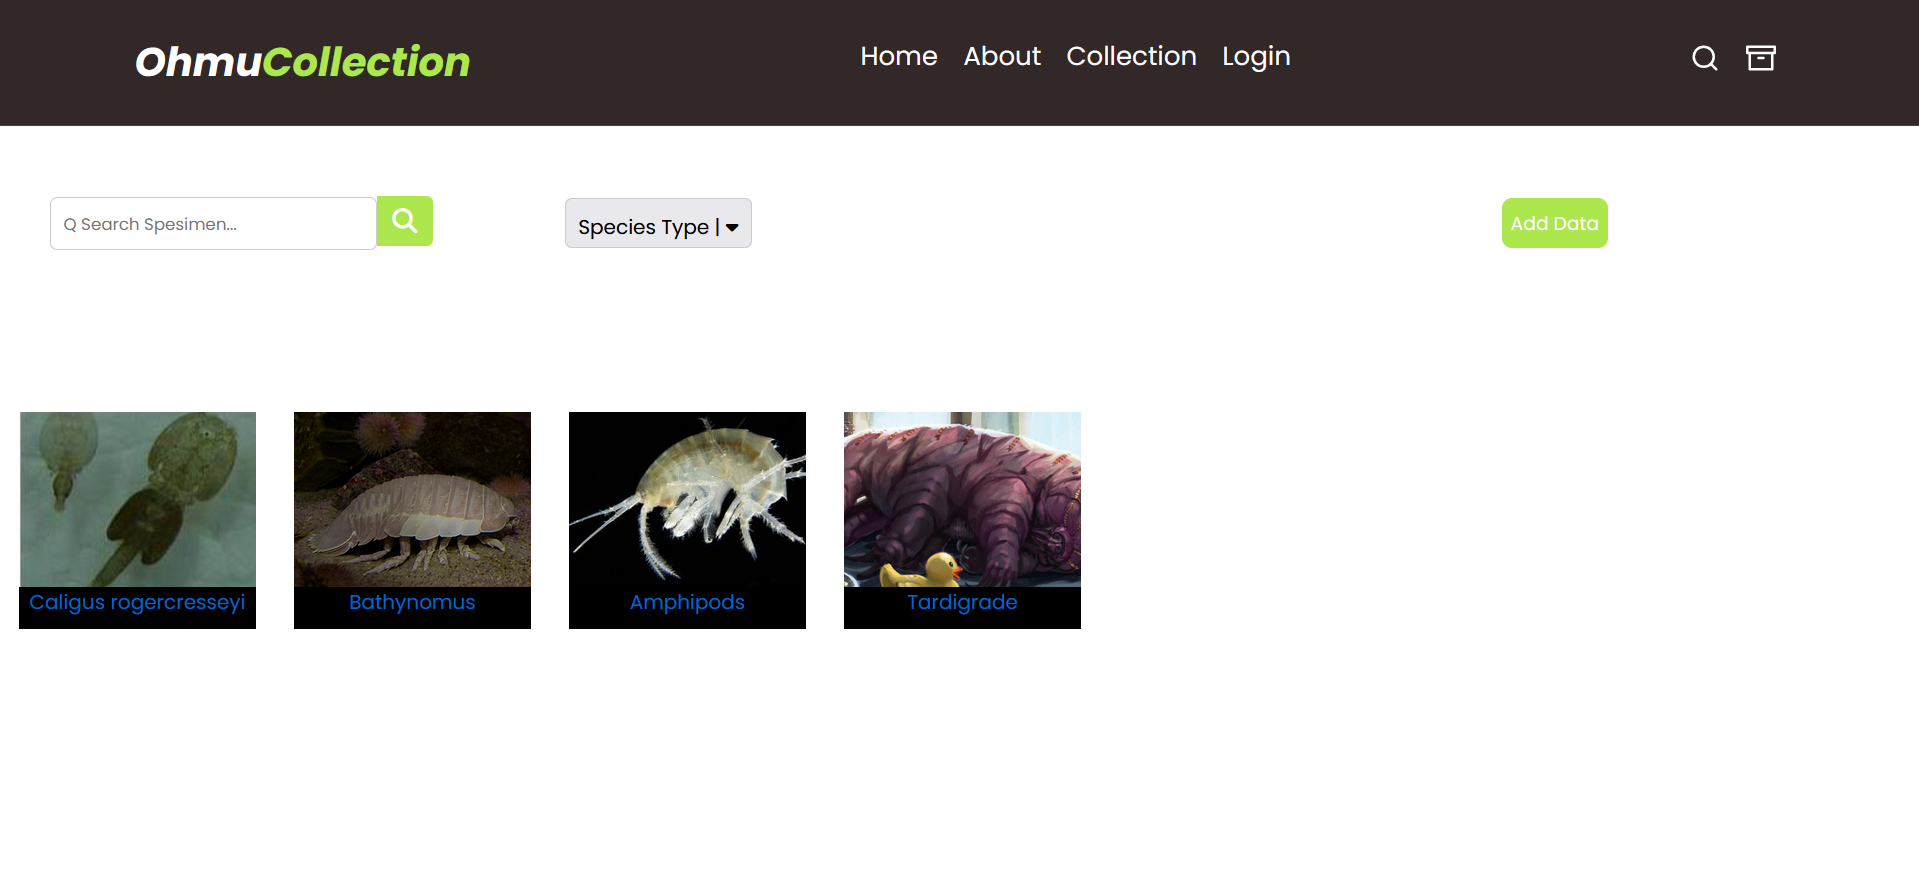 OhmuCollection
Home About Collection Login
Q Search Spesimen...
Species Type |
Add Data
Caligus rogercresseyi
Bathynomus
Amphipods
Tardigrade